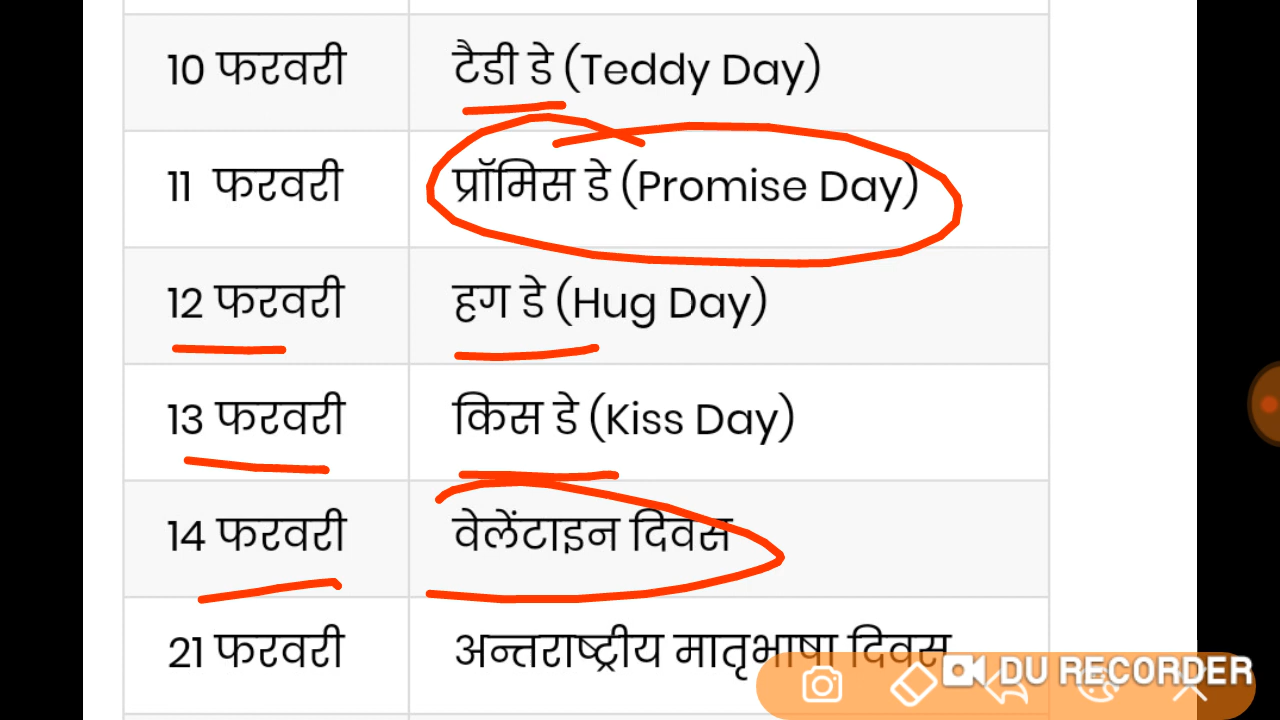 10 फरवरी टैडी डे (Teddy Day)
11 फरवरी प्रॉमिस डे (Promise Day)
12 फरवरी हग डे (Hug Day)
13 फरवरी किस डे (Kiss Day)
14 फरवरी वेलेंटाइन दिवस
21 फरवरी अन्तराष्ट्रीय मातृभाषा दिवस
DU RECORDER